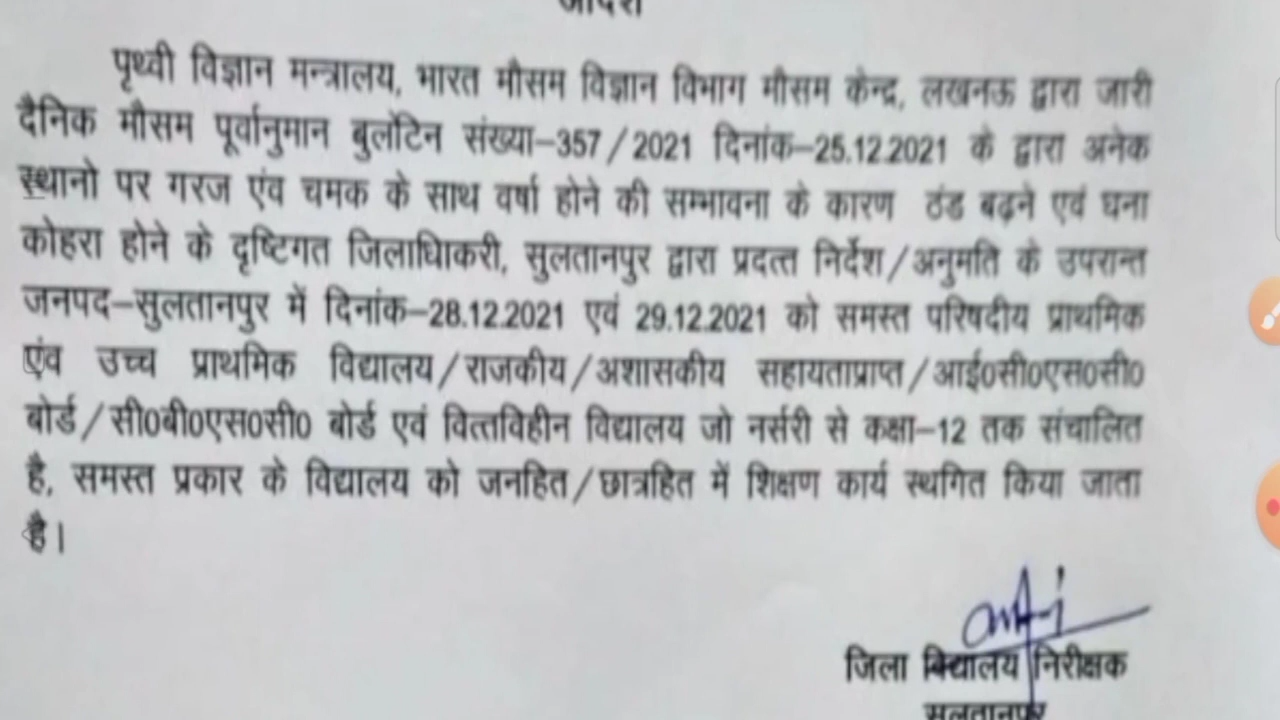 आदेश
पृथ्वी विज्ञान मन्त्रालय, भारत मौसम विज्ञान विभाग मौसम केन्द्र, लखनऊ द्वारा जारी
दैनिक मौसम पूर्वानुमान बुलेटिन संख्या–357/2021 दिनांक–25.12.2021 के द्वारा अनेक
स्थानो पर गरज एंव चमक के साथ वर्षा होने की सम्भावना के कारण ठंड बढ़ने एवं घना
कोहरा होने के दृष्टिगत जिलाधिाकरी, सुलतानपुर द्वारा प्रदत्त निर्देश/अनुमति के उपरान्त
जनपद–सुलतानपुर में दिनांक–28.12.2021 एवं 29.12.2021 को समस्त परिषदीय प्राथमिक
एंव उच्च प्राथमिक विद्यालय/राजकीय/अशासकीय सहायताप्राप्त/आई0सी0एस0सी0
बोर्ड/सी0बी0एस0सी0 बोर्ड एवं वित्तविहीन विद्यालय जो नर्सरी से कक्षा–12 तक संचालित
है, समस्त प्रकार के विद्यालय को जनहित/छात्रहित में शिक्षण कार्य स्थगित किया जाता
है।
जिला विद्यालय निरीक्षक
सुलतानपुर